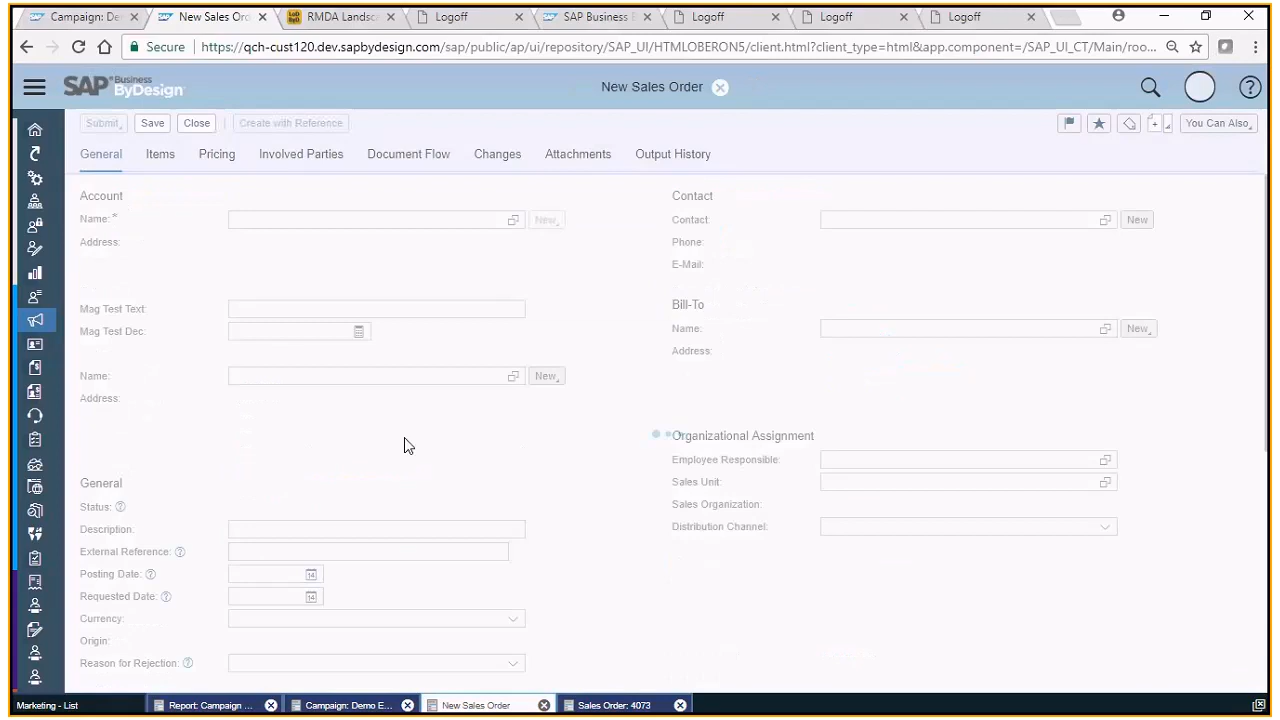 Campaign: De
New Sales Ord
RMDA Landsca
Logoff
SAP Business B
Logoff
Logoff
Logoff
Secure
https://qch-cust120.dev.sapbydesign.com/sap/public/ap/ui/repository/SAP_UI/HTMLOBERON5/client.html?client_type=html&app.component=/SAP_UI_CT/Main/roo...
SAP Business ByDesign
New Sales Order
Submit
Save
Close
Create with Reference
You Can Also
General
Items
Pricing
Involved Parties
Document Flow
Changes
Attachments
Output History
Account
Name: *
New
Address:
Mag Test Text:
Mag Test Dec:
Name:
New
Address:
General
Status:
Description:
External Reference:
Posting Date:
14
Requested Date:
14
Currency:
Origin:
Reason for Rejection:
Contact
Contact:
New
Phone:
E-Mail:
Bill-To
Name:
New
Address:
Organizational Assignment
Employee Responsible:
Sales Unit:
Sales Organization:
Distribution Channel:
Marketing - List
Report: Campaign ...
Campaign: Demo E...
New Sales Order
Sales Order: 4073